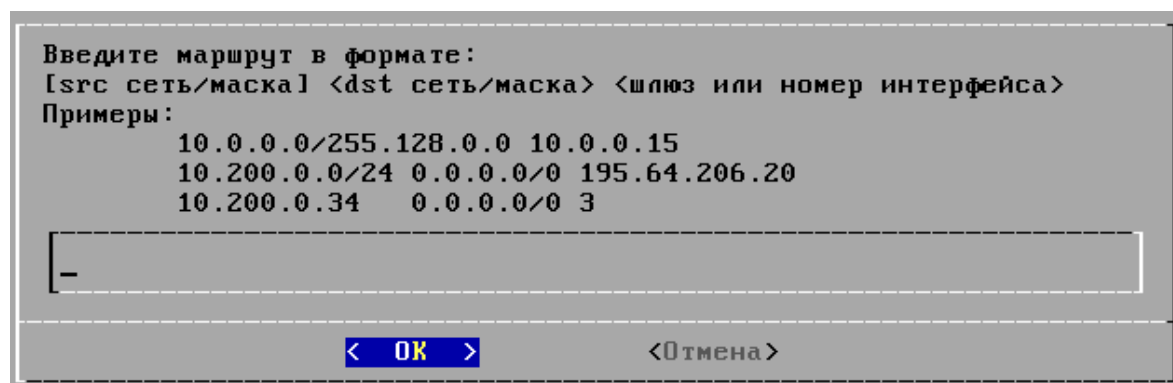 Введите маршрут в формате:
[src сеть/маска] <dst сеть/маска> <шлюз или номер интерфейса>
Примеры:
10.0.0.0/255.128.0.0 10.0.0.15
10.200.0.0/24 0.0.0.0/0 195.64.206.20
10.200.0.34 0.0.0.0/0 3
< OK > <Отмена>